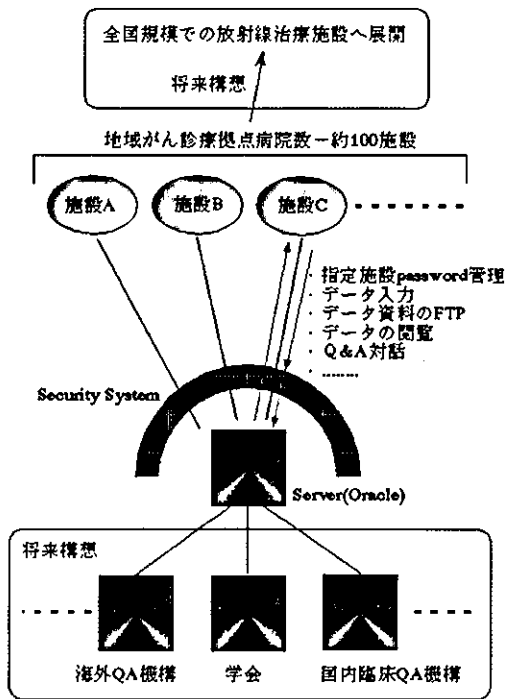 全国規模での放射線治療施設へ展開
将来構想
地域がん診療拠点病院数－約100施設
施設A
施設B
施設C
・指定施設password管理
・データ入力
・データ資料のFTP
・データの閲覧
・Q&A対話
・........
Security System
Server(Oracle)
将来構想
海外QA機構
学会
国内臨床QA機構